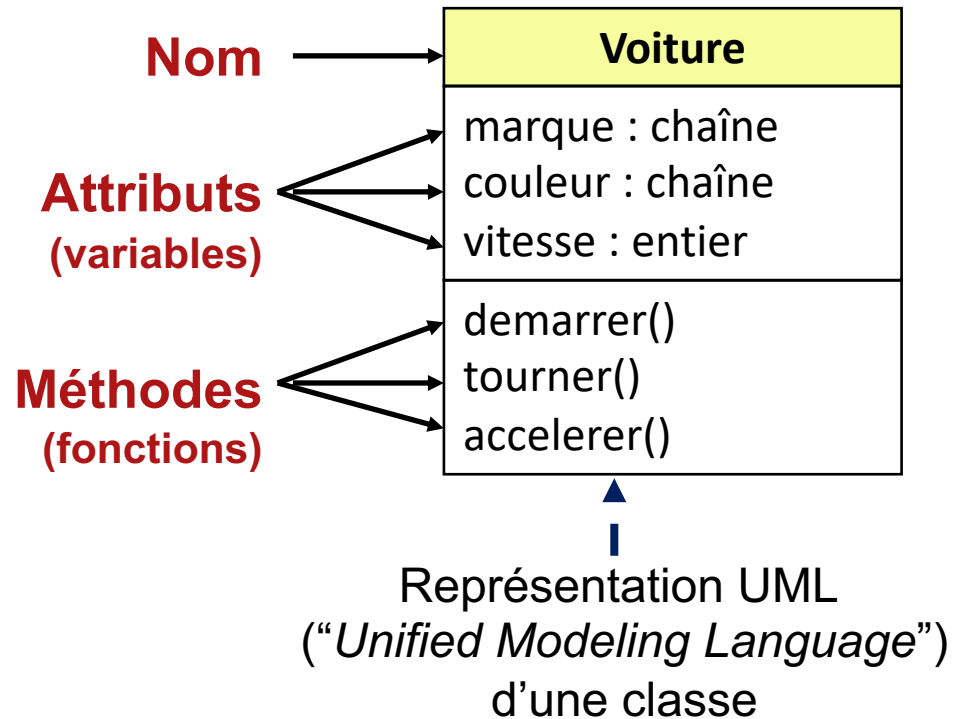 Nom
Voiture
Attributs
(variables)
marque : chaîne
couleur : chaîne
vitesse : entier
Méthodes
(fonctions)
demarrer()
tourner()
accelerer()
Représentation UML
(“Unified Modeling Language”)
d’une classe